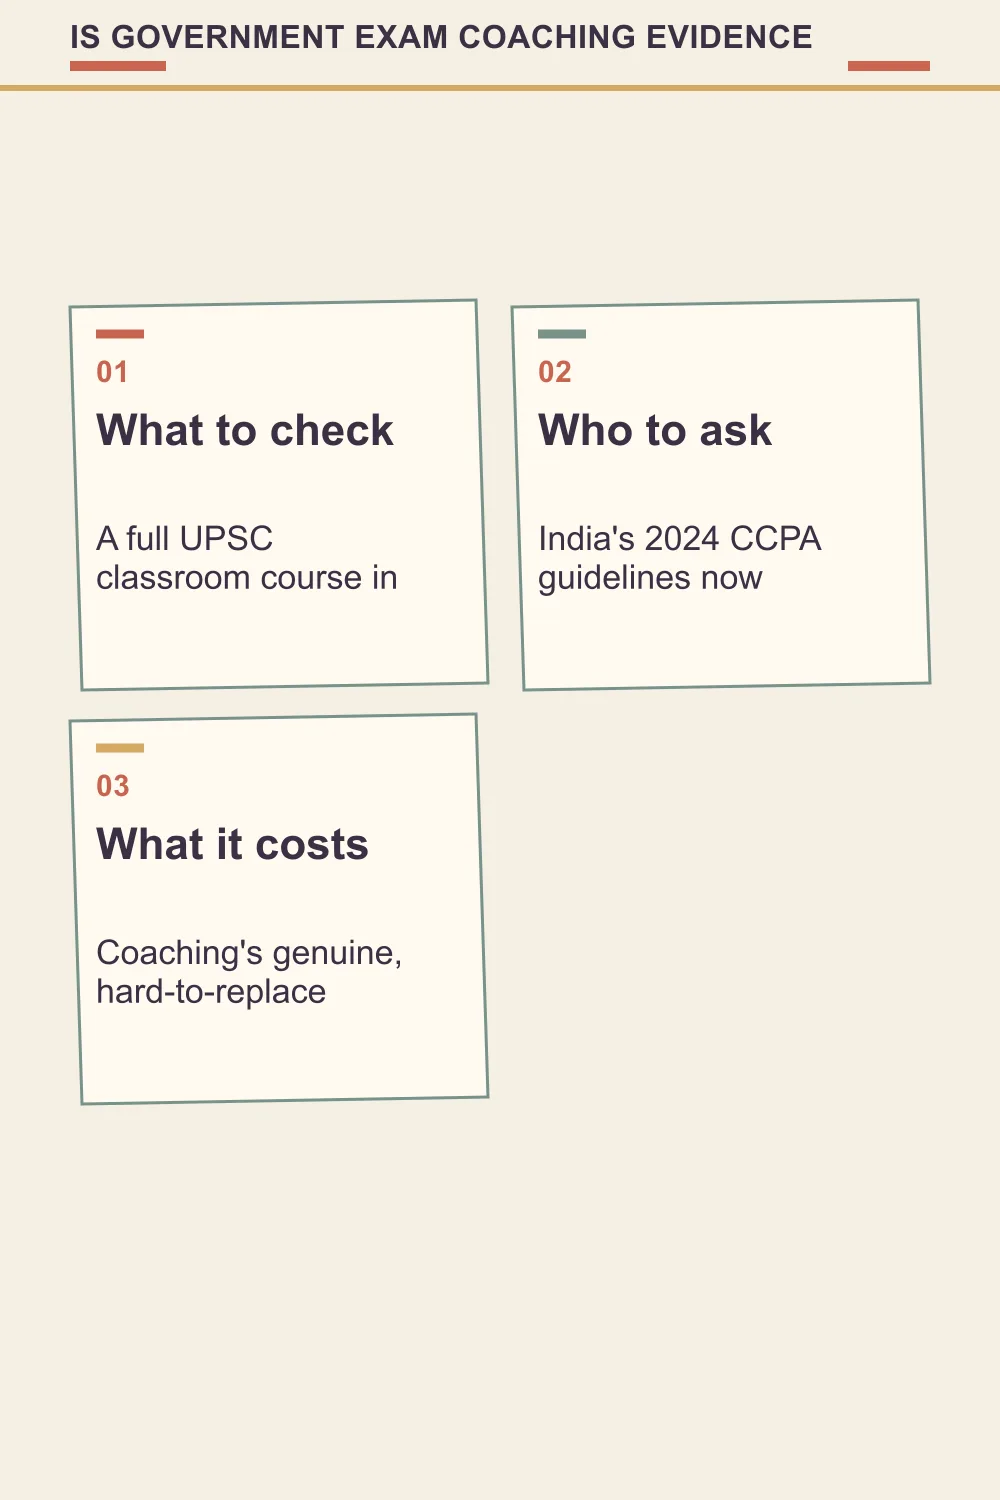 IS GOVERNMENT EXAM COACHING EVIDENCE
01
What to check
A full UPSC
classroom course in
02
Who to ask
India's 2024 CCPA
guidelines now
03
What it costs
Coaching's genuine,
hard-to-replace